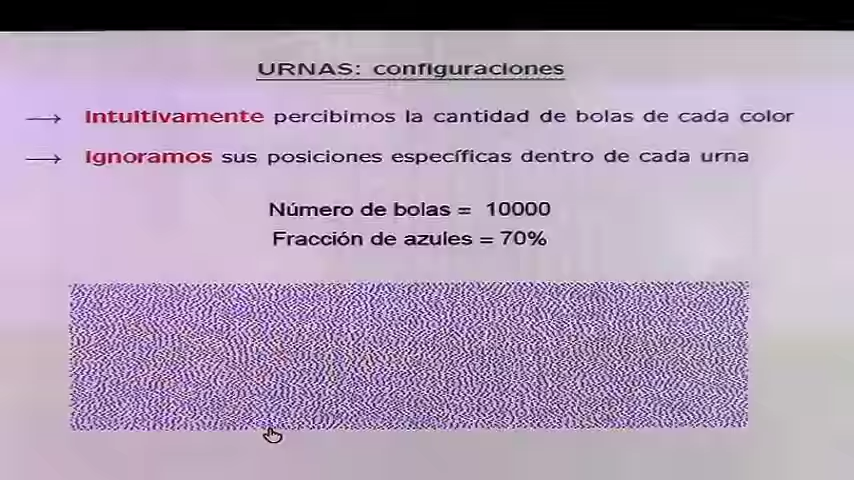 URNAS: configuraciones
⟶ Intuitivamente percibimos la cantidad de bolas de cada color
⟶ Ignoramos sus posiciones específicas dentro de cada urna
Número de bolas = 10000
Fracción de azules = 70%